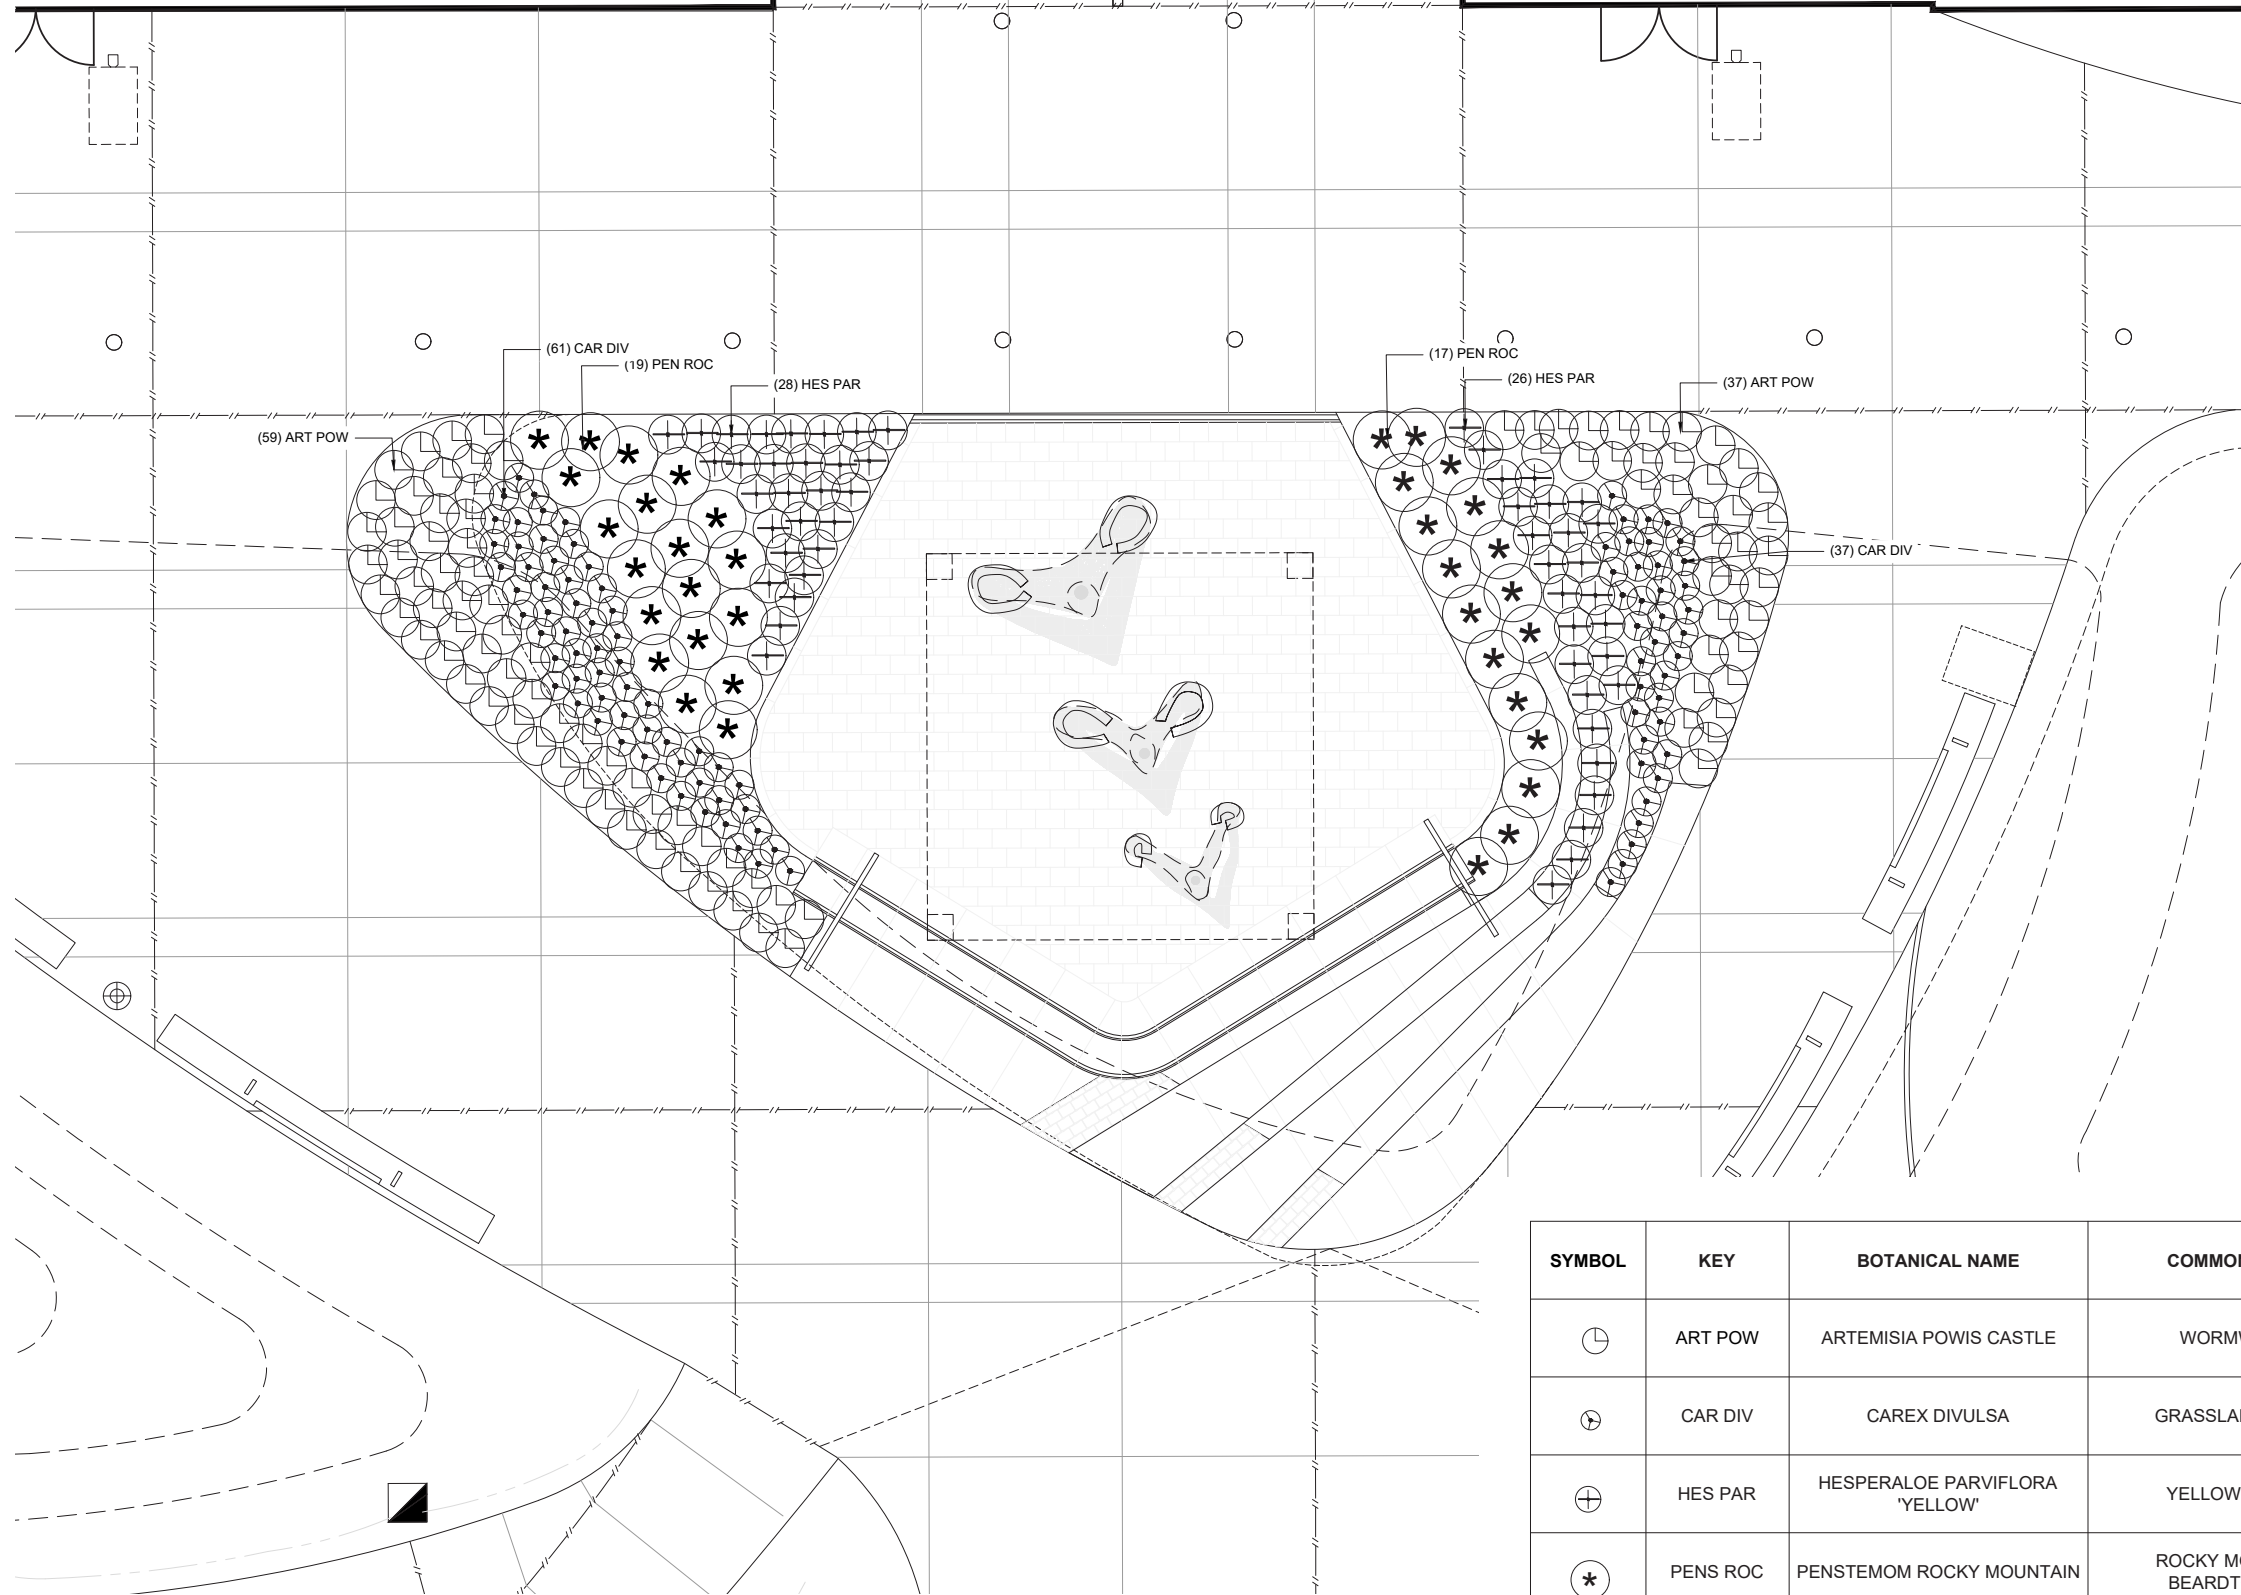 (61) CAR DIV
(19) PEN ROC
(28) HES PAR
(59) ART POW
(17) PEN ROC
(26) HES PAR
(37) ART POW
(37) CAR DIV
SYMBOL KEY BOTANICAL NAME
ART POW ARTEMISIA POWIS CASTLE
CAR DIV CAREX DIVULSA
HES PAR HESPERALOE PARVIFLORA
'YELLOW' YELLOW
PENS ROC PENSTEMOM ROCKY MOUNTAIN
ROCKY